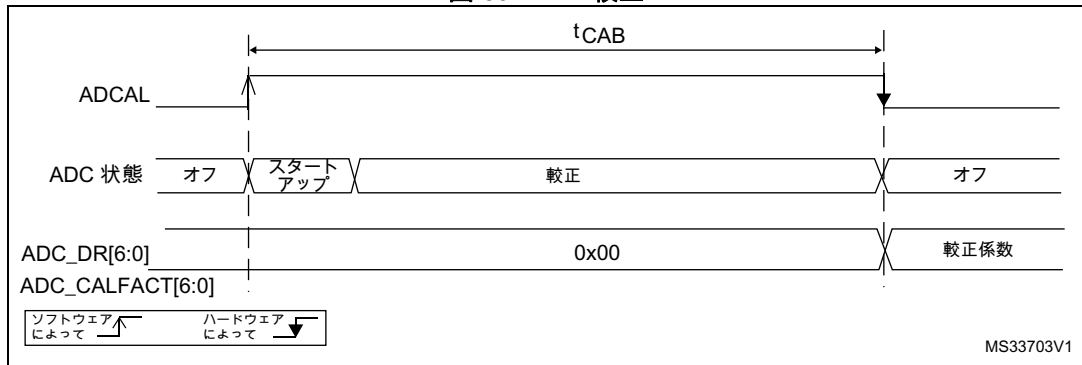 tCAB
ADCAL
ADC 状態 オフ スタートアップ 較正 オフ
ADC_DR[6:0] 0x00 較正係数
ADC_CALFACT[6:0]
ソフトウェア ハードウェア
によって によって
MS33703V1